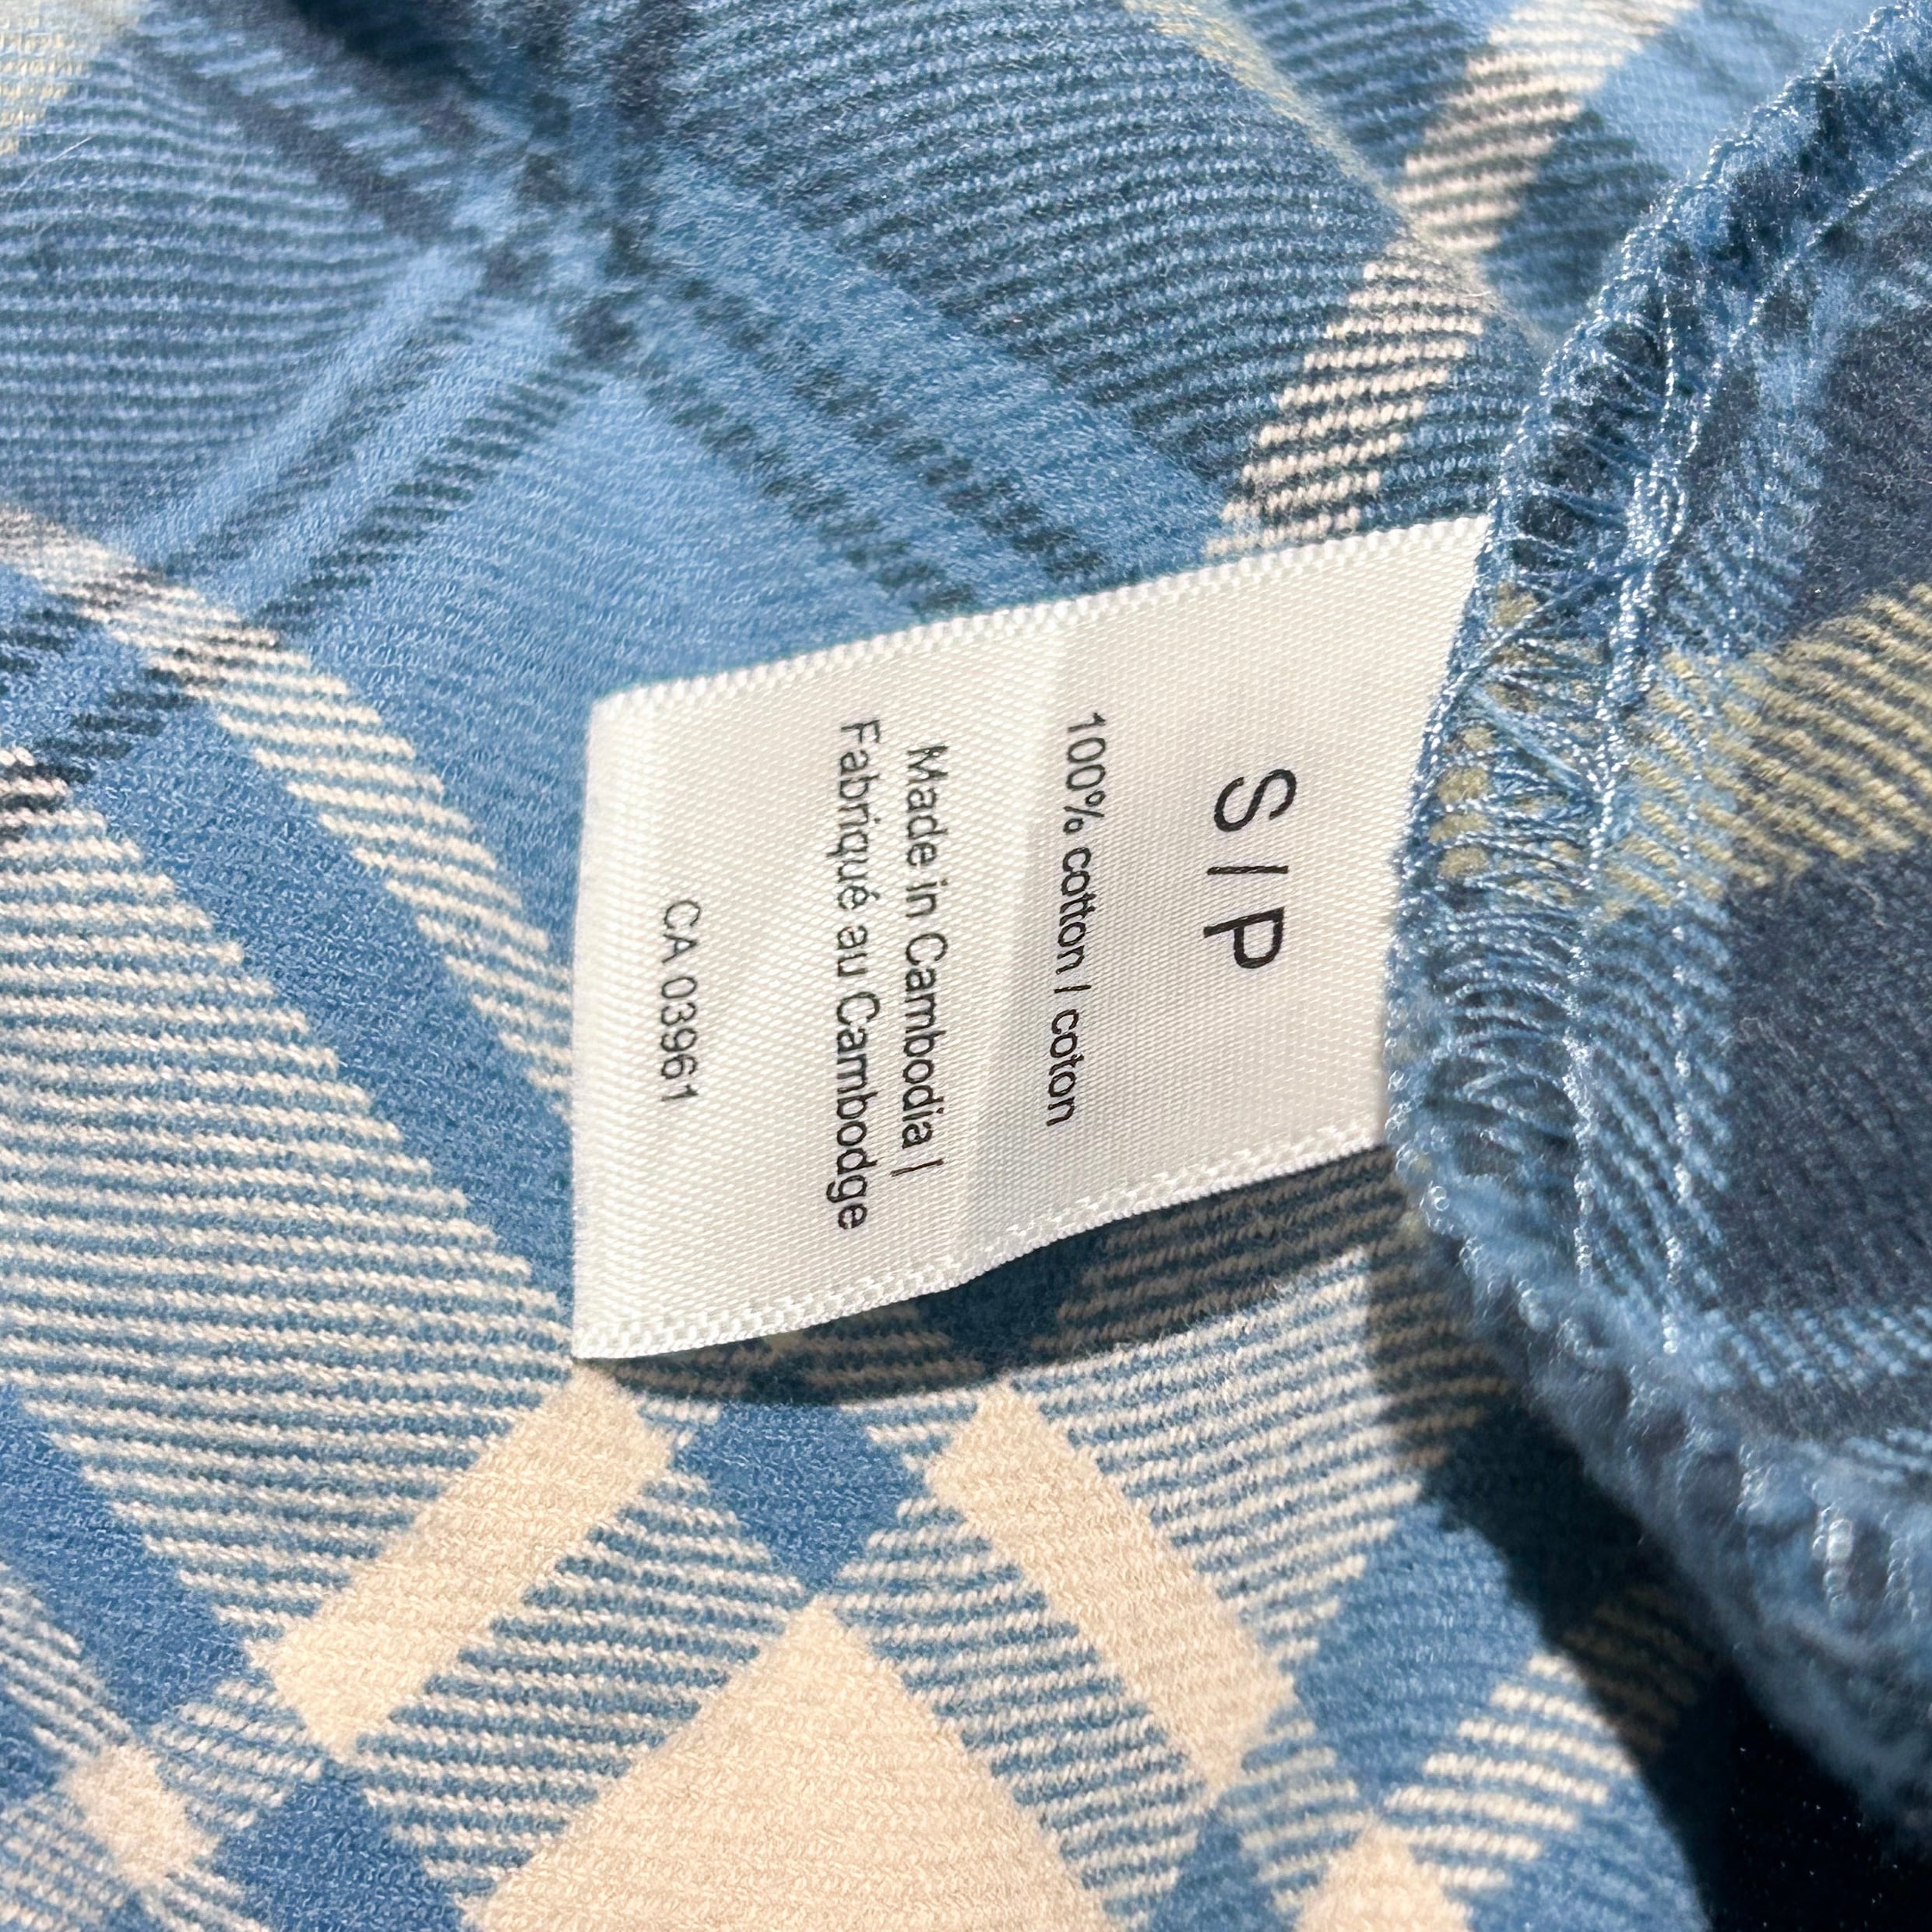 S / P
100% cotton / coton
Made in Cambodia /
Fabriqué au Cambodge
CA 03961